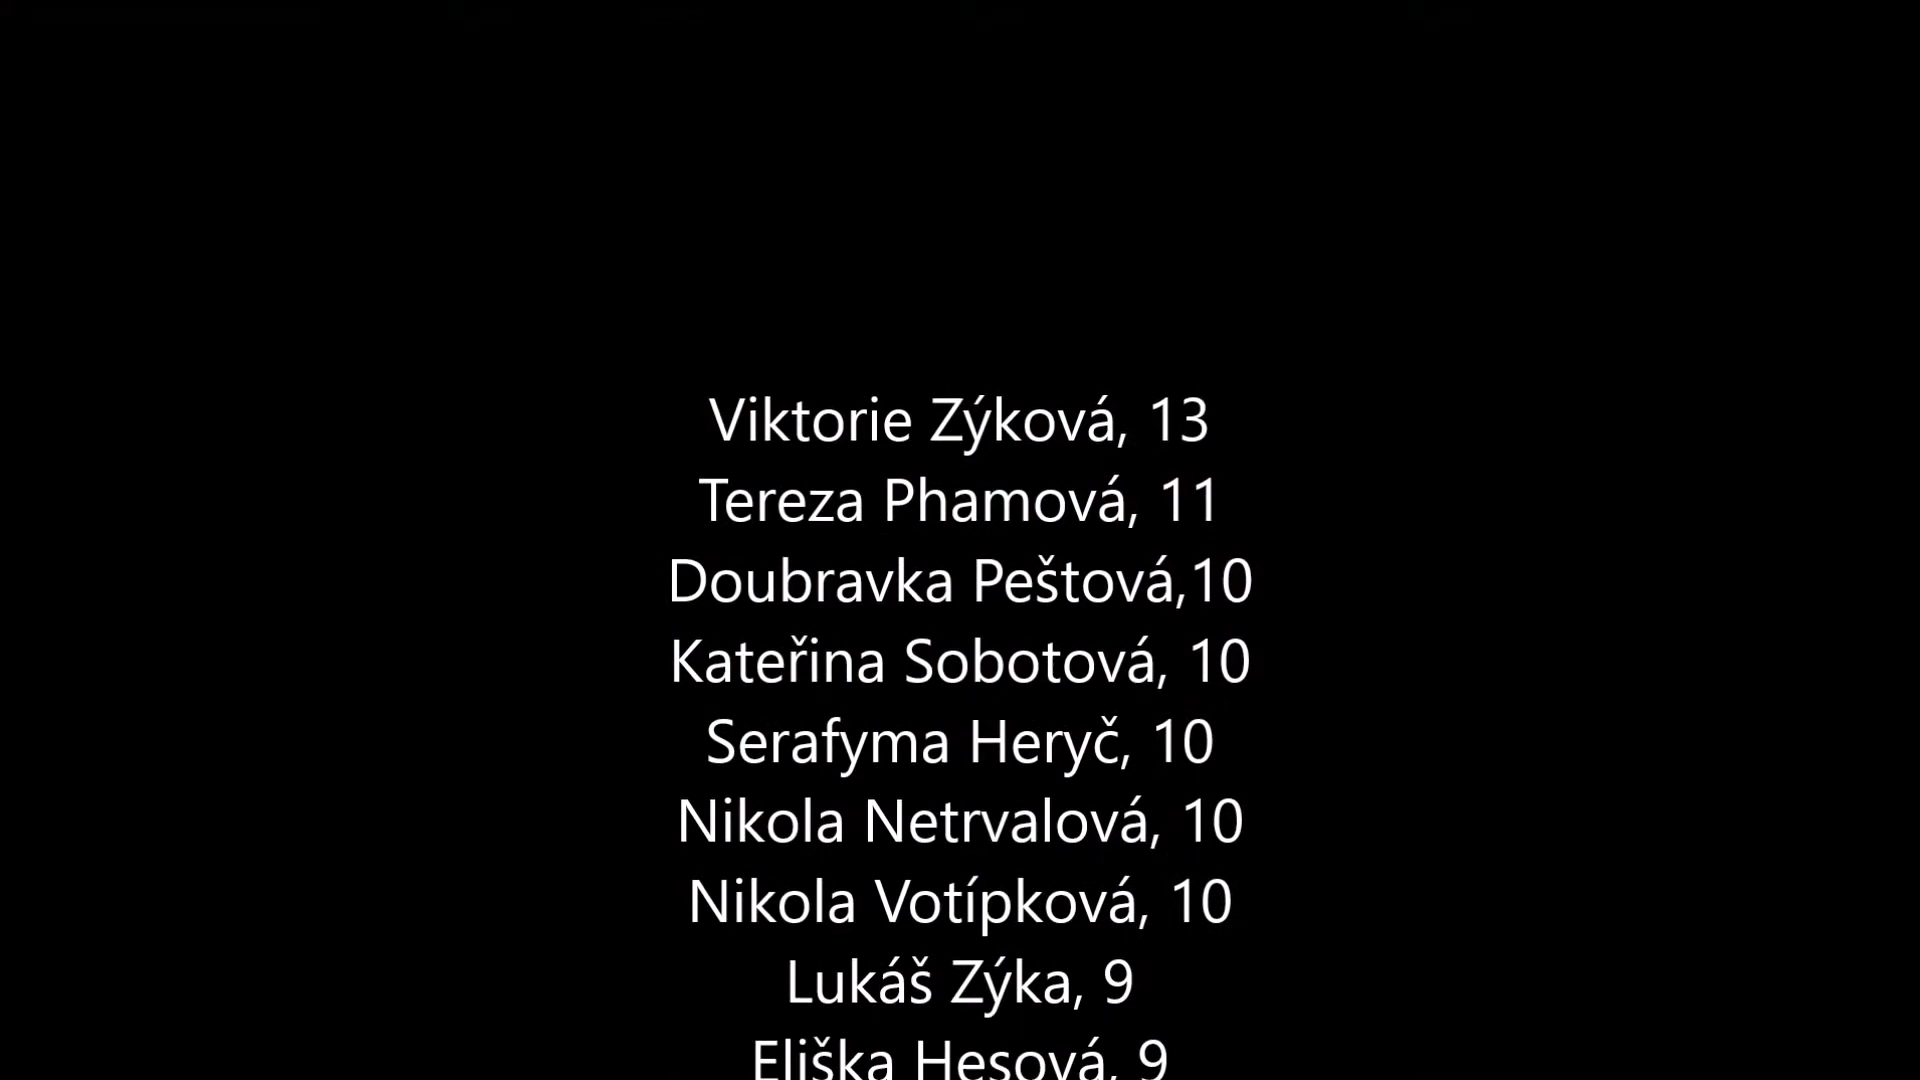 Viktorie Zýková, 13
Tereza Phamová, 11
Doubravka Peštová,10
Kateřina Sobotová, 10
Serafyma Heryč, 10
Nikola Netrvalová, 10
Nikola Votípková, 10
Lukáš Zýka, 9
Eliška Hesová, 9